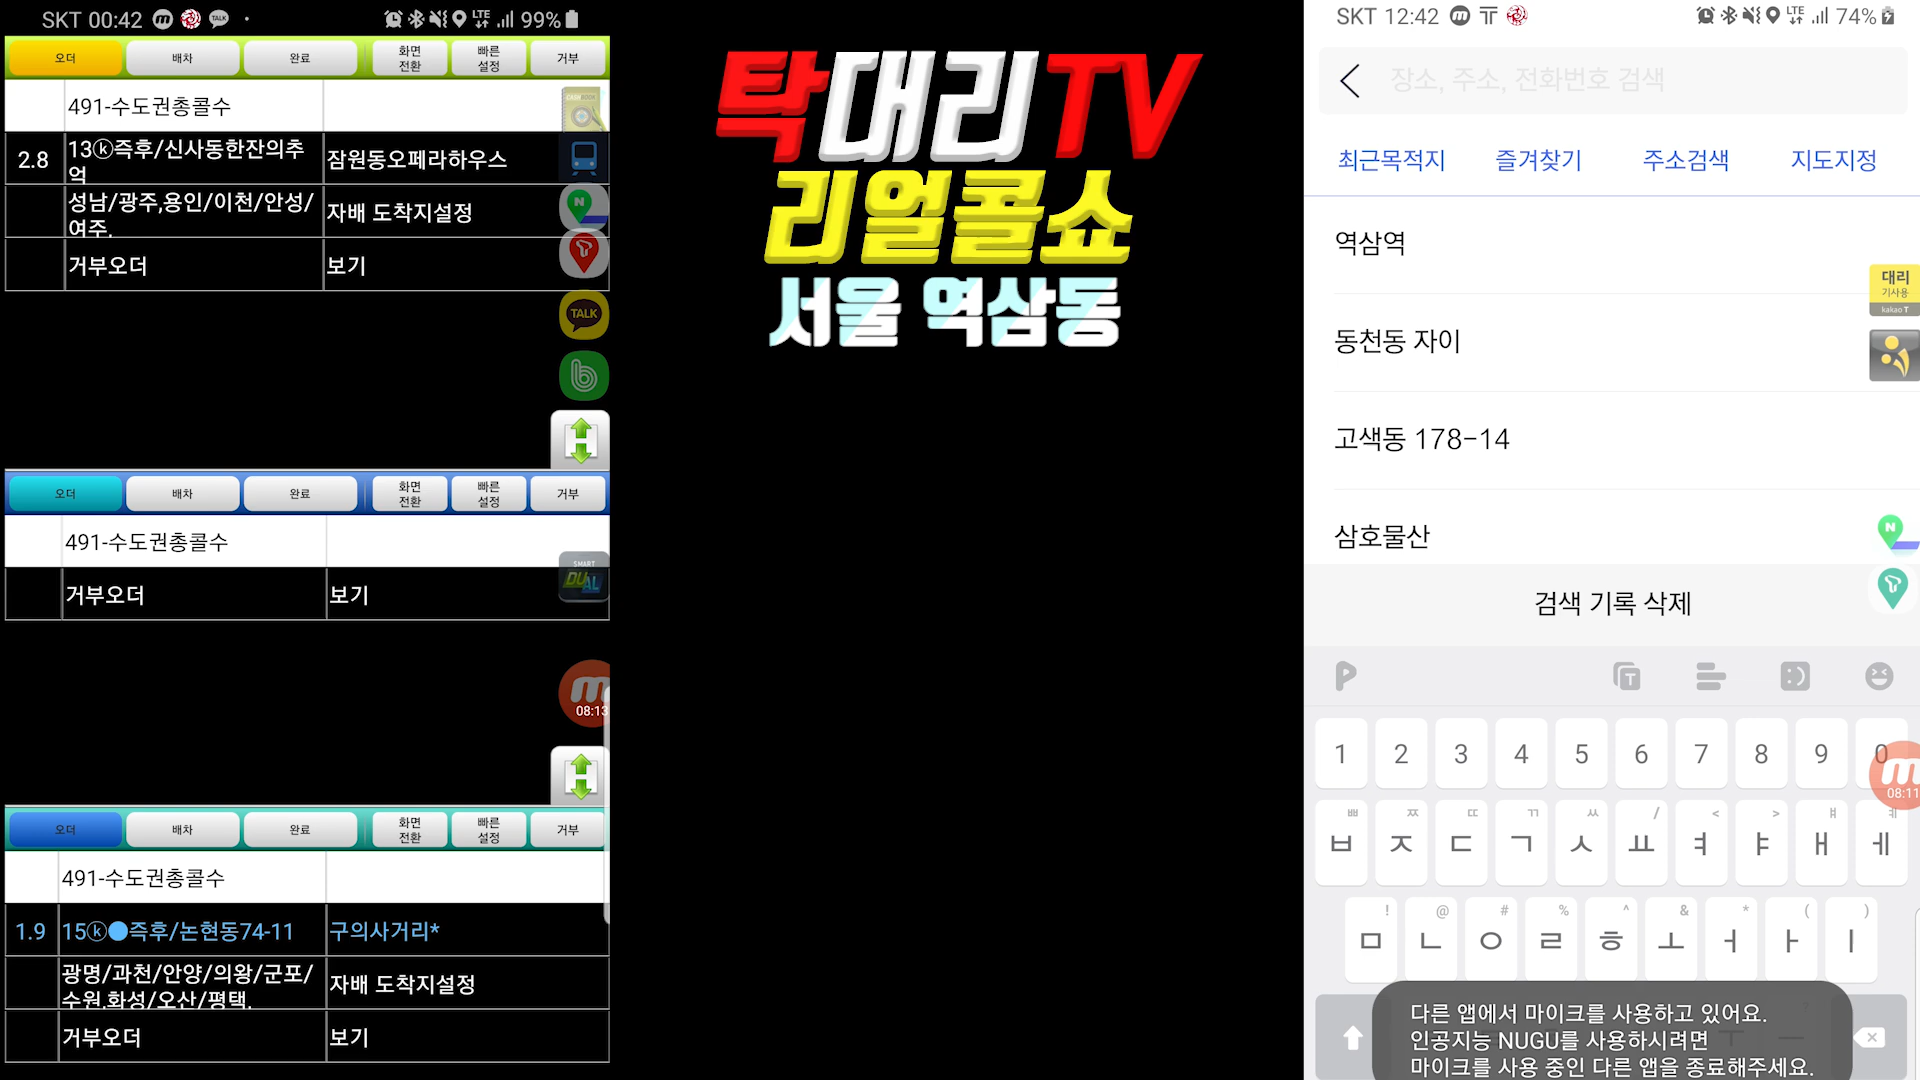 SKT 00:42
LTE
99%
오더
배차
완료
화면
전환
빠른
설정
거부
491-수도권총콜수
2.8
13ⓚ즉후/신사동한잔의추
억
잠원동오페라하우스
성남/광주,용인/이천/안성/
여주.
자배 도착지설정
거부오더
보기
TALK
오더
배차
완료
화면
전환
빠른
설정
거부
491-수도권총콜수
거부오더
보기
SMART
DUAL
08:13
오더
배차
완료
화면
전환
빠른
설정
거부
491-수도권총콜수
1.9
15ⓚ●즉후/논현동74-11
구의사거리*
광명/과천/안양/의왕/군포/
수원,화성/오산/평택.
자배 도착지설정
거부오더
보기
탁대리TV
리얼콜쇼
서울 역삼동
SKT 12:42
LTE
74%
장소, 주소, 전화번호 검색
최근목적지
즐겨찾기
주소검색
지도지정
역삼역
대리
기사용
kakao T
동천동 자이
고색동 178-14
삼호물산
검색 기록 삭제
1 2 3 4 5 6 7 8 9 0
08:11
ㅃ ㅉ ㄸ ㄲ ㅆ / < > ㅒ ㅖ
ㅂ ㅈ ㄷ ㄱ ㅅ ㅛ ㅕ ㅑ ㅐ ㅔ
! @ # % ^ & * ( )
ㅁ ㄴ ㅇ ㄹ ㅎ ㅗ ㅓ ㅏ ㅣ
다른 앱에서 마이크를 사용하고 있어요.
인공지능 NUGU를 사용하시려면
마이크를 사용 중인 다른 앱을 종료해주세요.